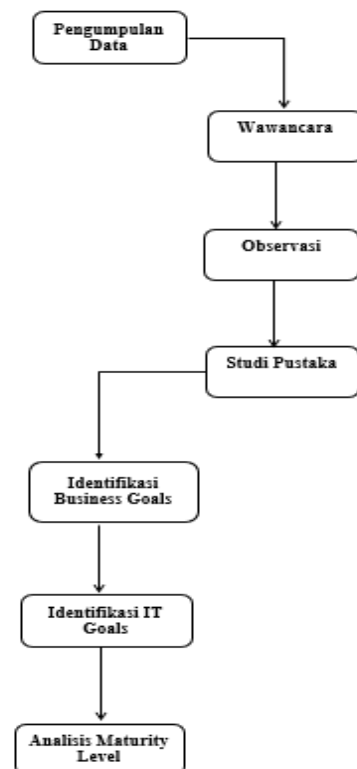 Pengumpulan
Data
Wawancara
Observasi
Studi Pustaka
Identifikasi
Business Goals
Identifikasi IT
Goals
Analisis Maturity
Level